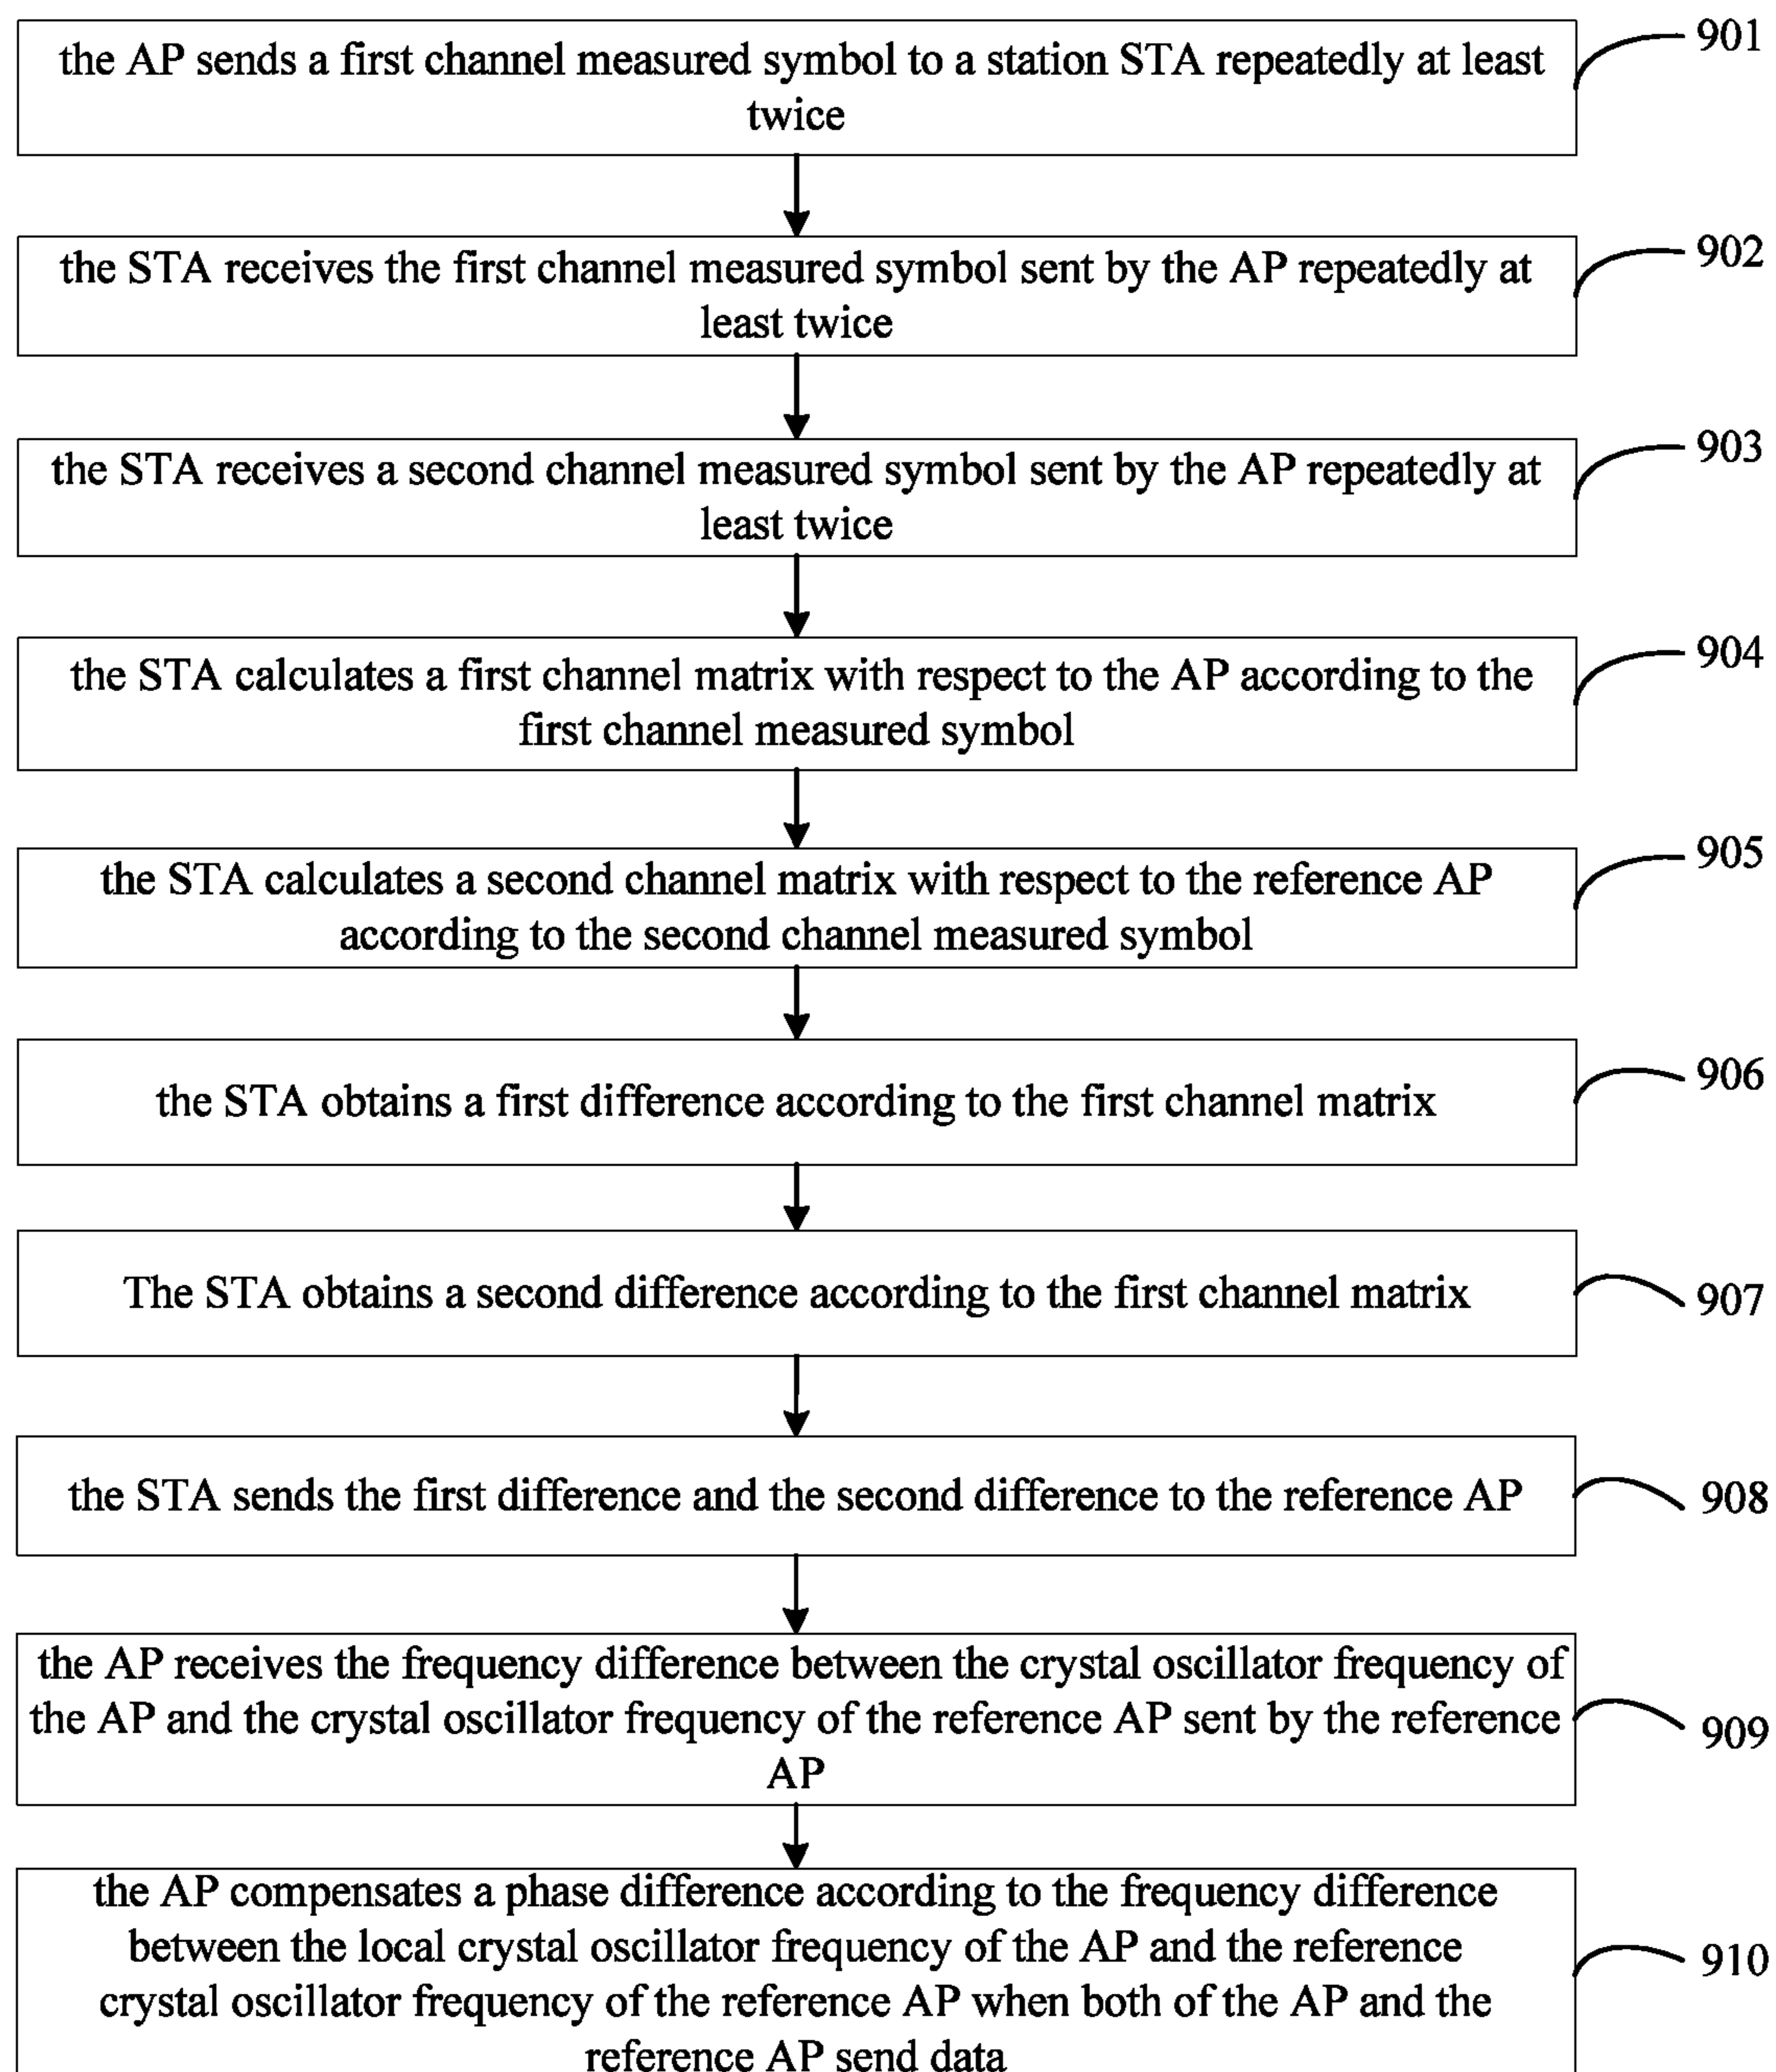 the AP sends a first channel measured symbol to a station STA repeatedly at least
twice
901
the STA receives the first channel measured symbol sent by the AP repeatedly at
least twice
902
the STA receives a second channel measured symbol sent by the AP repeatedly at
least twice
903
the STA calculates a first channel matrix with respect to the AP according to the
first channel measured symbol
904
the STA calculates a second channel matrix with respect to the reference AP
according to the second channel measured symbol
905
the STA obtains a first difference according to the first channel matrix
906
The STA obtains a second difference according to the first channel matrix
907
the STA sends the first difference and the second difference to the reference AP
908
the AP receives the frequency difference between the crystal oscillator frequency of
the AP and the crystal oscillator frequency of the reference AP sent by the reference
AP
909
the AP compensates a phase difference according to the frequency difference
between the local crystal oscillator frequency of the AP and the reference
crystal oscillator frequency of the reference AP when both of the AP and the
reference AP send data
910